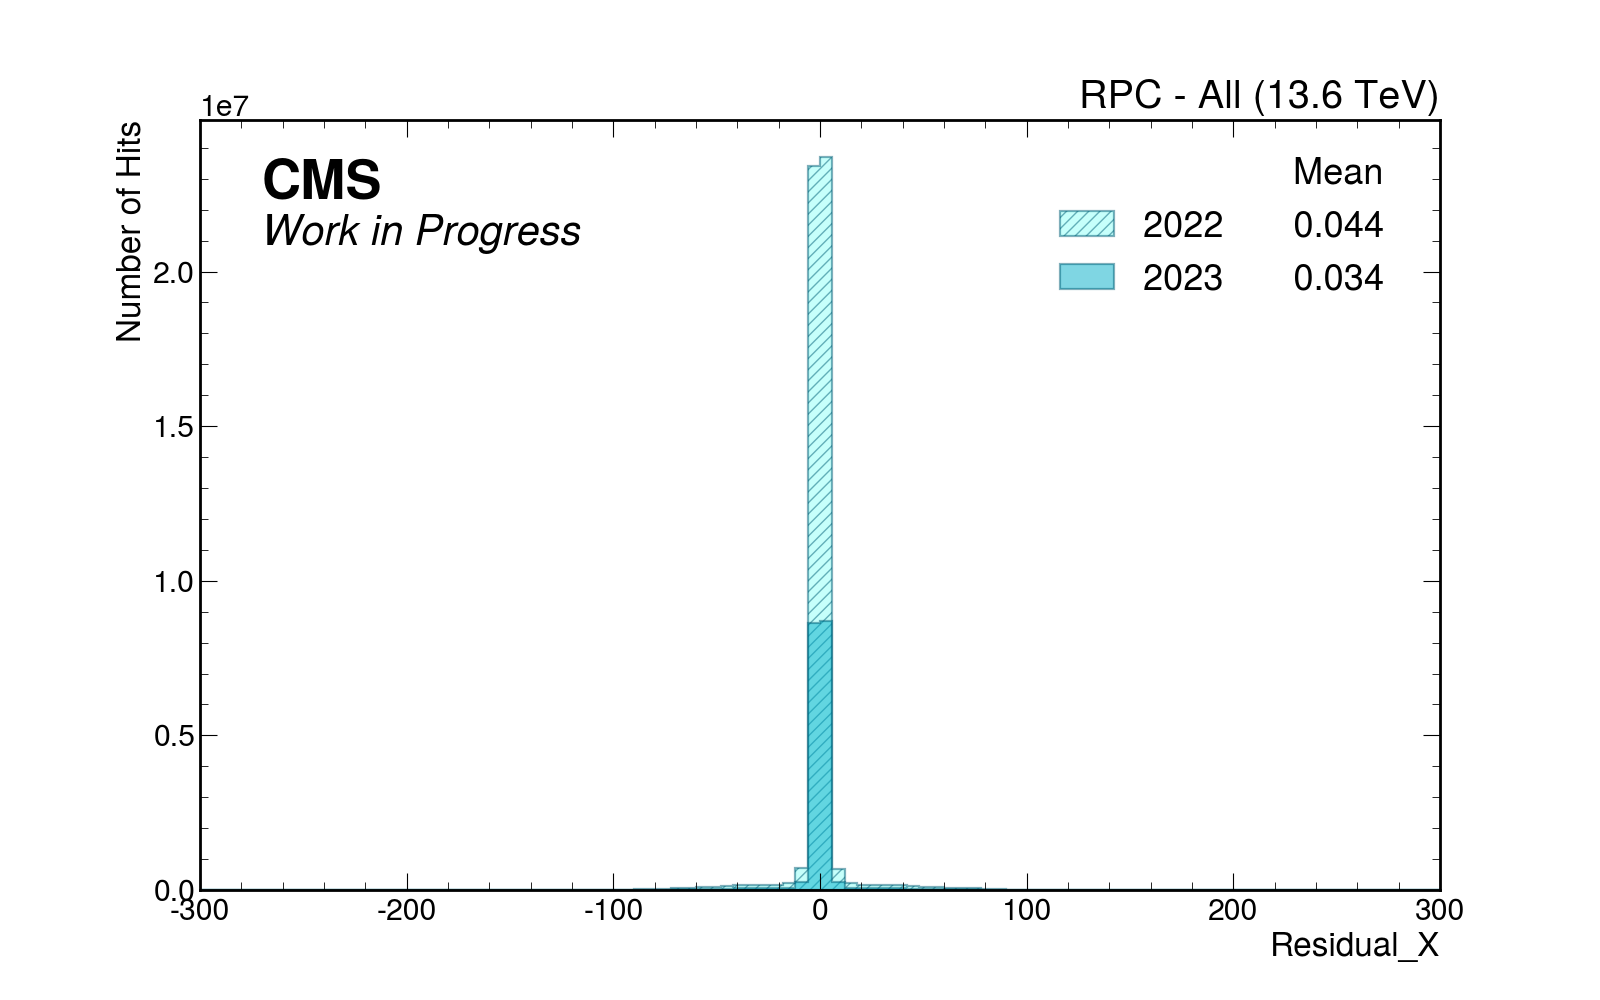 RPC - All (13.6 TeV)
1e7
Number of Hits
CMS
Work in Progress
Mean
2022 0.044
2023 0.034
2.0
1.5
1.0
0.5
0.0
-300 -200 -100 0 100 200 300
Residual_X